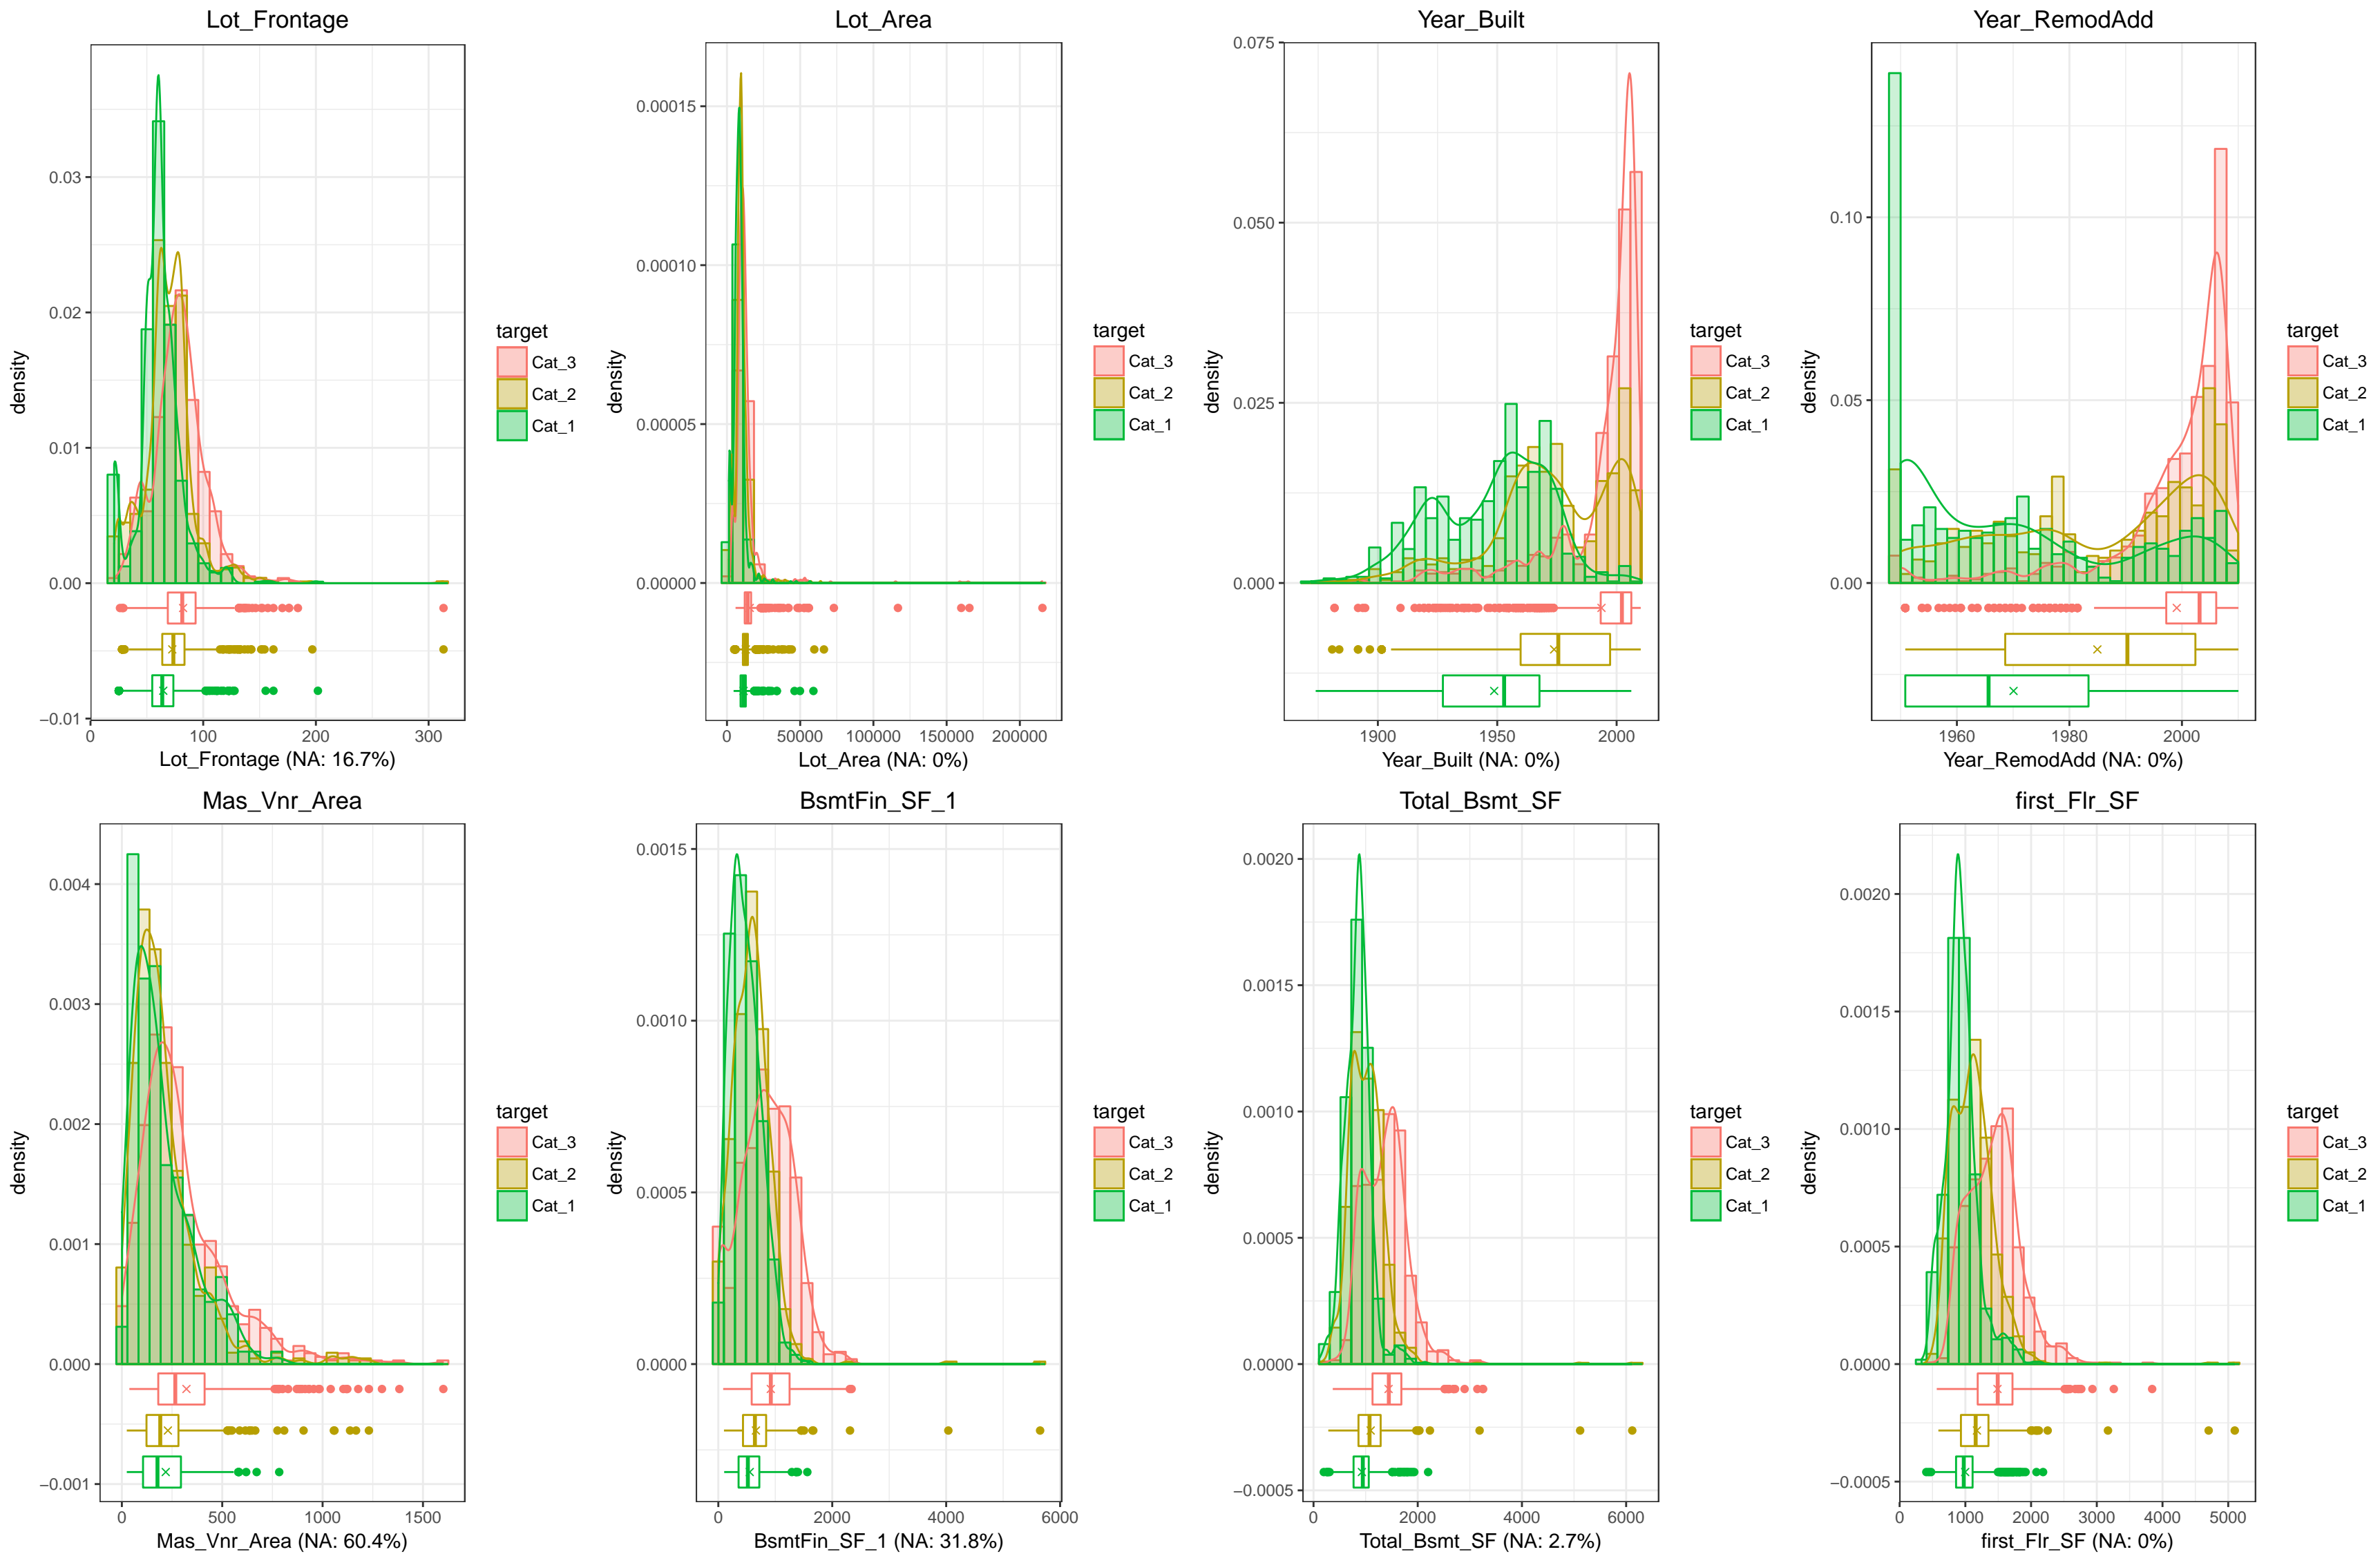 Lot_Frontage
density
0.03
0.02
0.01
0.00
−0.01
0 100 200 300
Lot_Frontage (NA: 16.7%)
target
Cat_3
Cat_2
Cat_1
Lot_Area
density
0.00015
0.00010
0.00005
0.00000
0 50000 100000 150000 200000
Lot_Area (NA: 0%)
target
Cat_3
Cat_2
Cat_1
Year_Built
density
0.075
0.050
0.025
0.000
1900 1950 2000
Year_Built (NA: 0%)
target
Cat_3
Cat_2
Cat_1
Year_RemodAdd
density
0.10
0.05
0.00
1960 1980 2000
Year_RemodAdd (NA: 0%)
target
Cat_3
Cat_2
Cat_1
Mas_Vnr_Area
density
0.004
0.003
0.002
0.001
0.000
−0.001
0 500 1000 1500
Mas_Vnr_Area (NA: 60.4%)
target
Cat_3
Cat_2
Cat_1
BsmtFin_SF_1
density
0.0015
0.0010
0.0005
0.0000
0 2000 4000 6000
BsmtFin_SF_1 (NA: 31.8%)
target
Cat_3
Cat_2
Cat_1
Total_Bsmt_SF
density
0.0020
0.0015
0.0010
0.0005
0.0000
−0.0005
0 2000 4000 6000
Total_Bsmt_SF (NA: 2.7%)
target
Cat_3
Cat_2
Cat_1
first_Flr_SF
density
0.0020
0.0015
0.0010
0.0005
0.0000
−0.0005
0 1000 2000 3000 4000 5000
first_Flr_SF (NA: 0%)
target
Cat_3
Cat_2
Cat_1